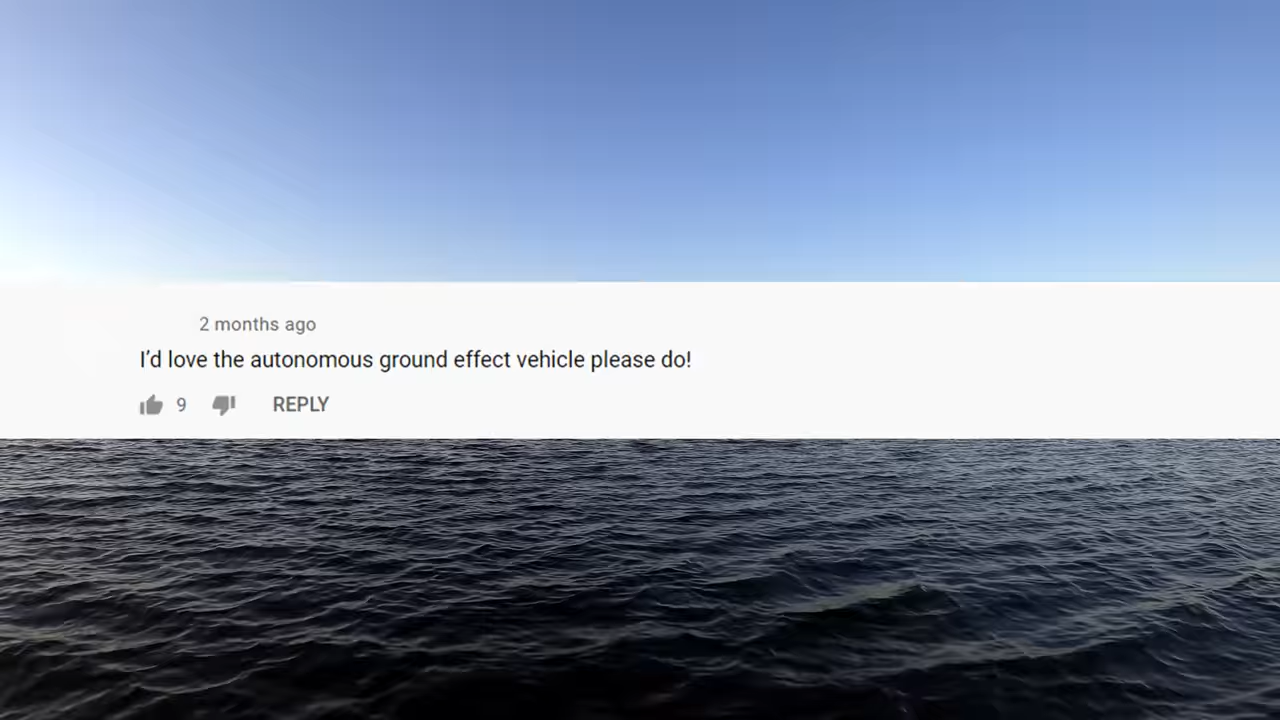 2 months ago
I’d love the autonomous ground effect vehicle please do!
9 REPLY